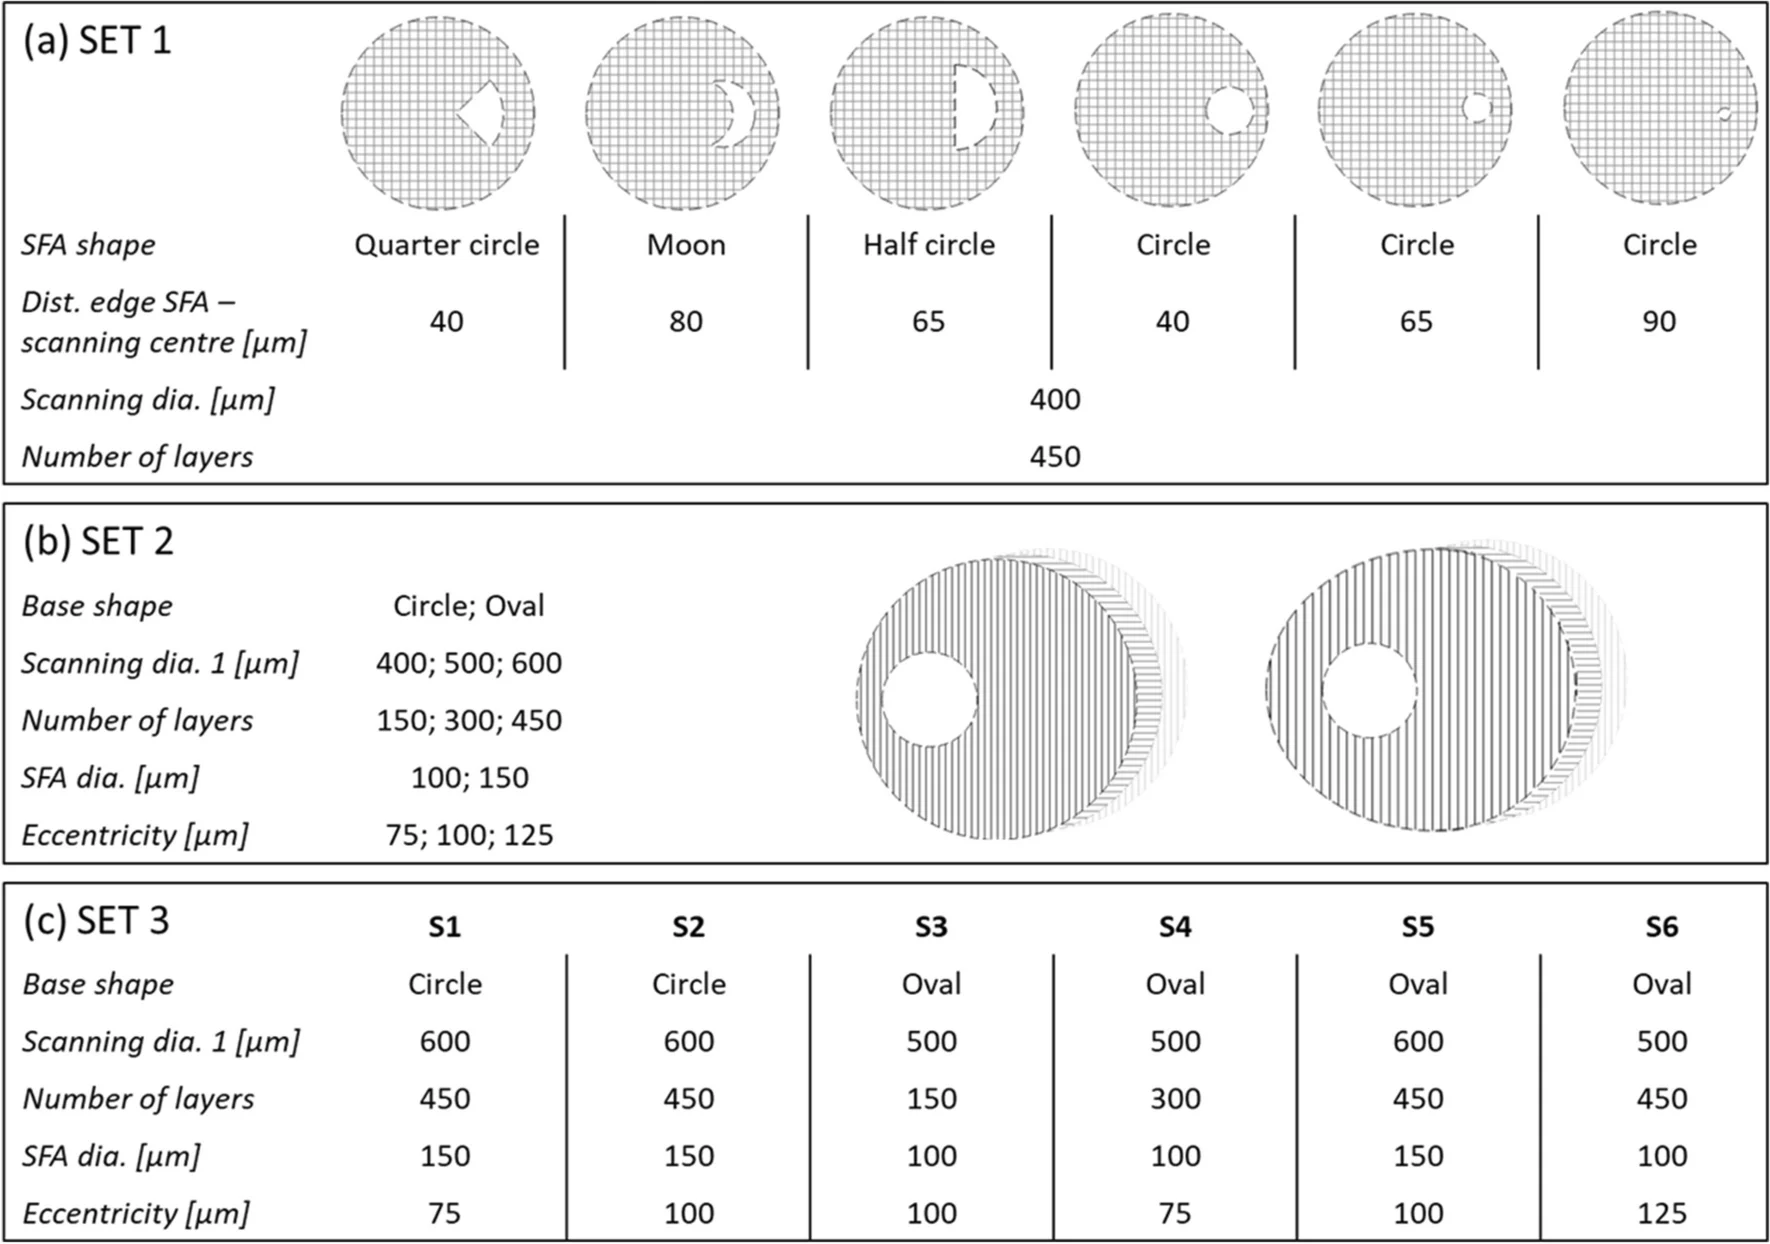 (a) SET 1
SFA shape Quarter circle Moon Half circle Circle Circle Circle
Dist. edge SFA –
scanning centre [µm] 40 80 65 40 65 90
Scanning dia. [µm] 400
Number of layers 450
(b) SET 2
Base shape Circle; Oval
Scanning dia. 1 [µm] 400; 500; 600
Number of layers 150; 300; 450
SFA dia. [µm] 100; 150
Eccentricity [µm] 75; 100; 125
(c) SET 3 S1 S2 S3 S4 S5 S6
Base shape Circle Circle Oval Oval Oval Oval
Scanning dia. 1 [µm] 600 600 500 500 600 500
Number of layers 450 450 150 300 450 450
SFA dia. [µm] 150 150 100 100 150 100
Eccentricity [µm] 75 100 100 75 100 125